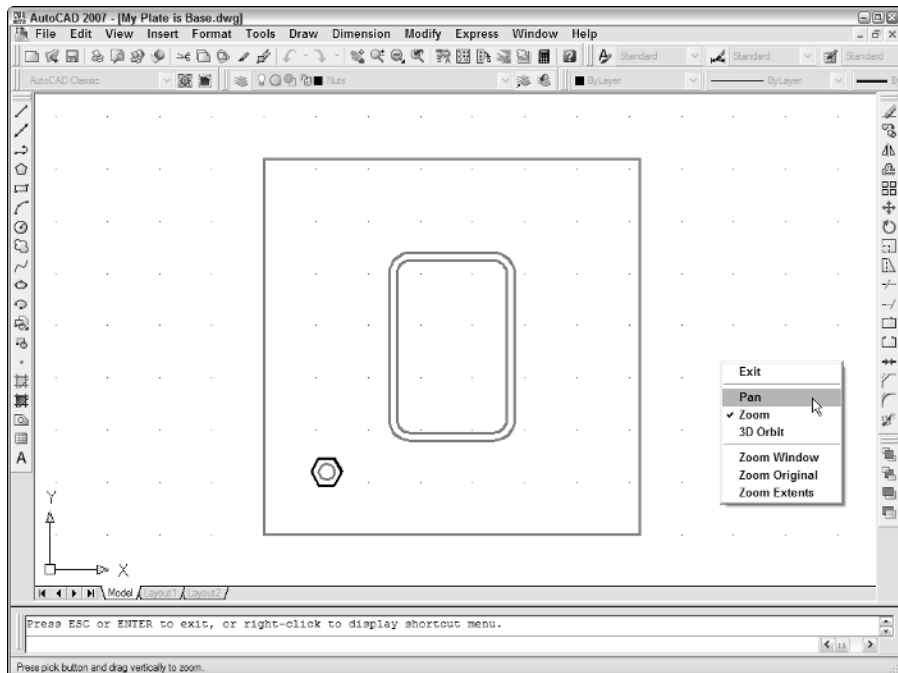 AutoCAD 2007 - [My Plate is Base.dwg]
File Edit View Insert Format Tools Draw Dimension Modify Express Window Help
Standard Standard Standard
AutoCAD Classic Nuts ByLayer ByLayer
Exit
Pan
Zoom
3D Orbit
Zoom Window
Zoom Original
Zoom Extents
Y
X
A
Model Layout1 Layout2
Press ESC or ENTER to exit, or right-click to display shortcut menu.
Press pick button and drag vertically to zoom.